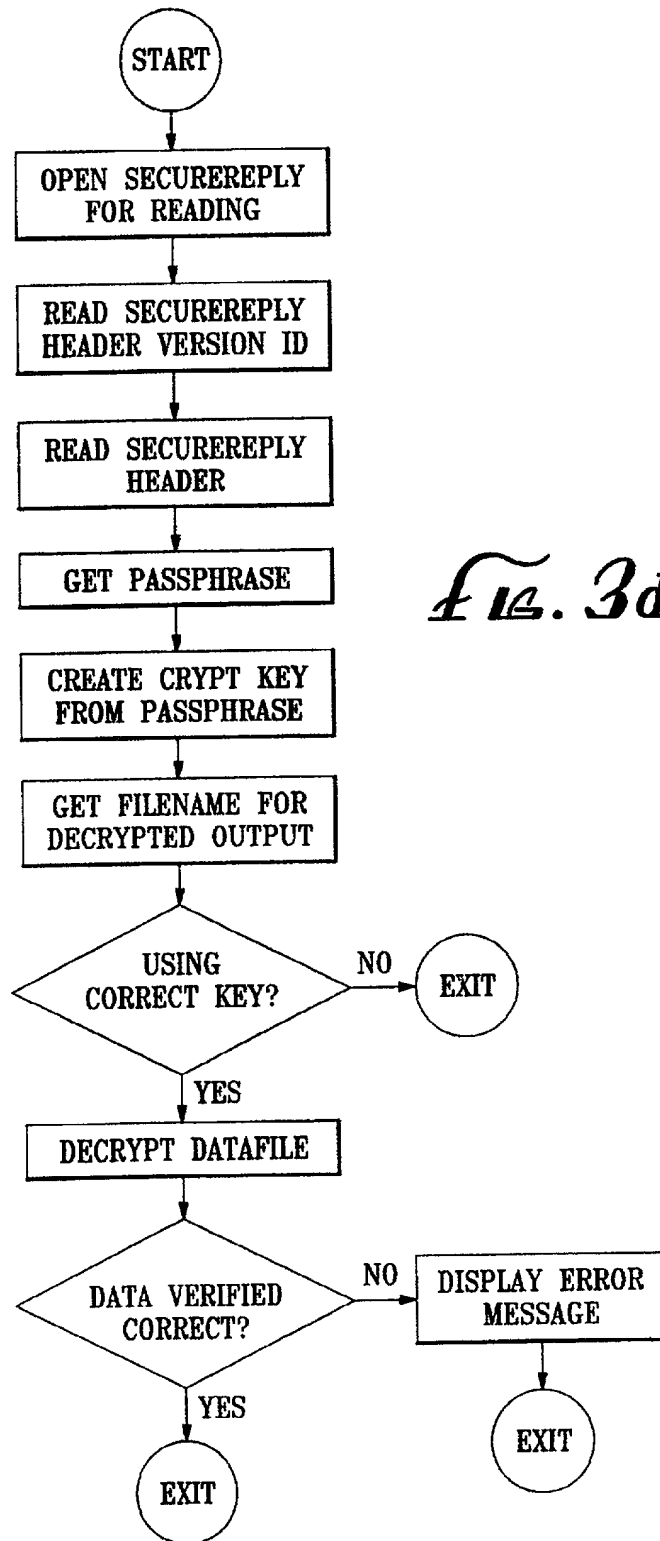 START
OPEN SECUREREPLY
FOR READING
READ SECUREREPLY
HEADER VERSION ID
READ SECUREREPLY
HEADER
GET PASSPHRASE
FIG. 3d
CREATE CRYPT KEY
FROM PASSPHRASE
GET FILENAME FOR
DECRYPTED OUTPUT
USING
CORRECT KEY?
NO
EXIT
YES
DECRYPT DATAFILE
DATA VERIFIED
CORRECT?
NO
DISPLAY ERROR
MESSAGE
YES
EXIT
EXIT